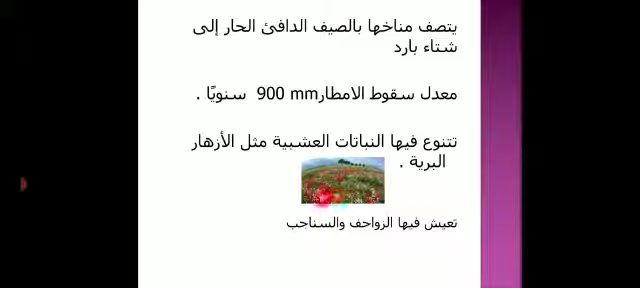 يتصف مناخها بالصيف الدافئ الحار إلى
شتاء بارد
معدل سقوط الامطار900 mm سنويًا .
تتنوع فيها النباتات العشبية مثل الأزهار
البرية .
تعيش فيها الزواحف والسناجب